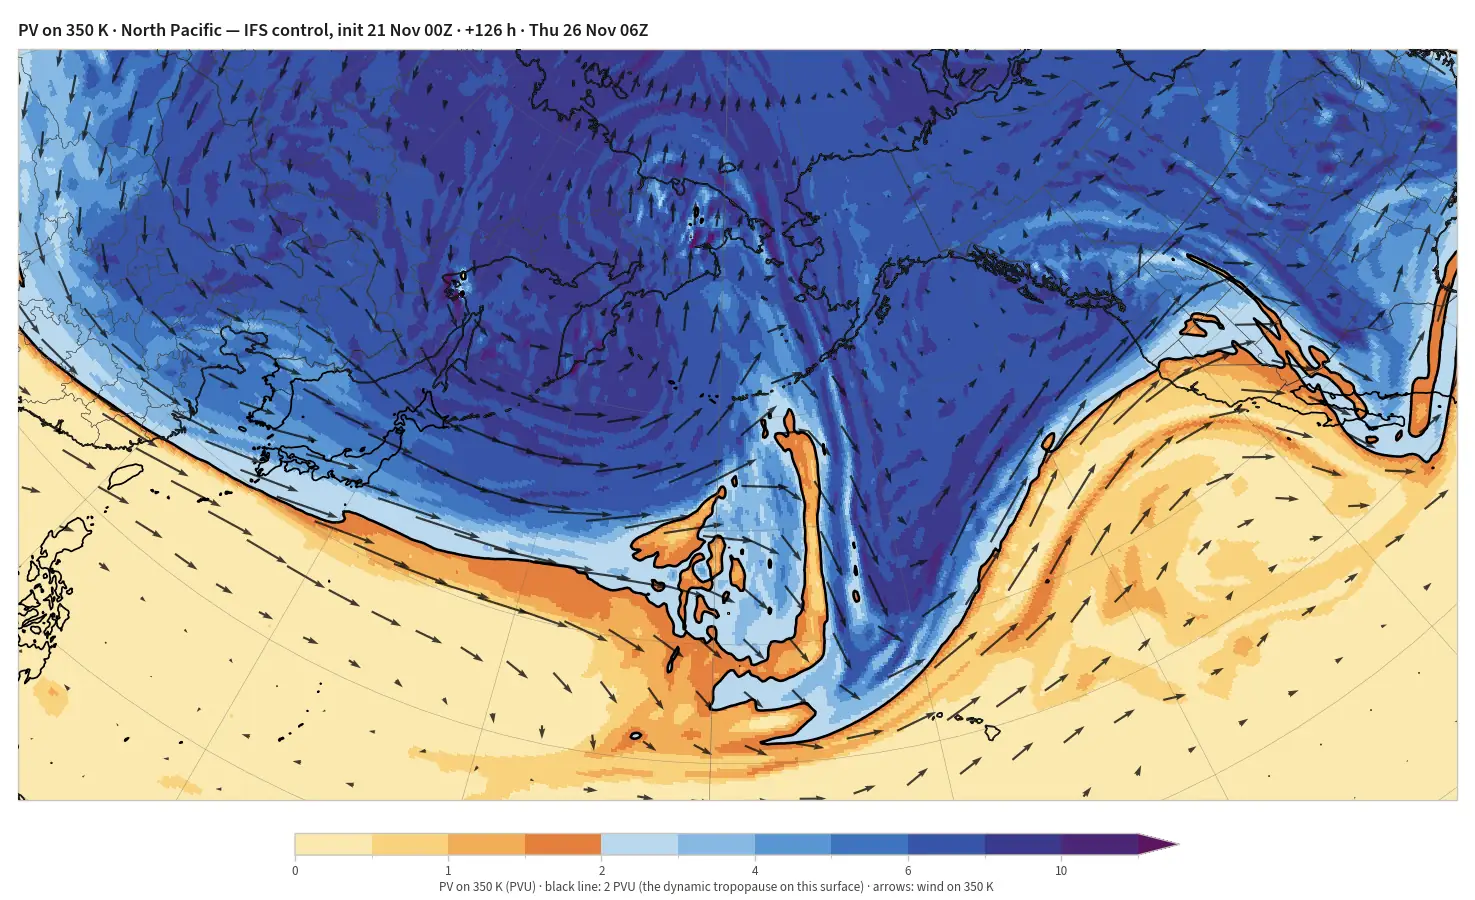 PV on 350 K · North Pacific — IFS control, init 21 Nov 00Z · +126 h · Thu 26 Nov 06Z
0 1 2 4 6 10
PV on 350 K (PVU) · black line: 2 PVU (the dynamic tropopause on this surface) · arrows: wind on 350 K